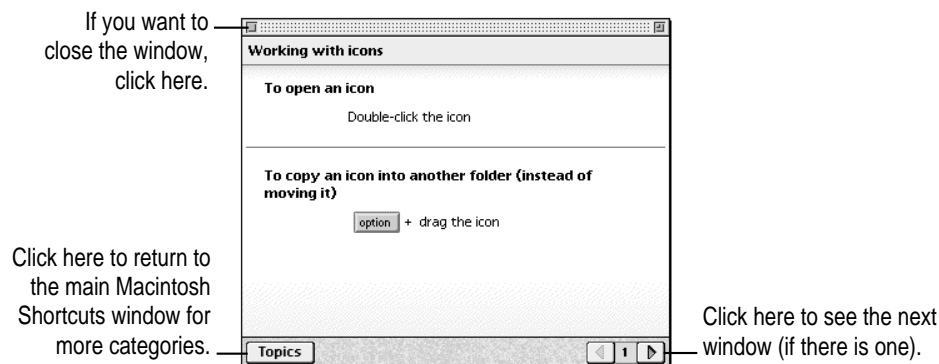 If you want to
close the window,
click here.
Working with icons
To open an icon
Double-click the icon
To copy an icon into another folder (instead of
moving it)
option + drag the icon
Click here to return to
the main Macintosh
Shortcuts window for
more categories.
Topics
1
Click here to see the next
window (if there is one).